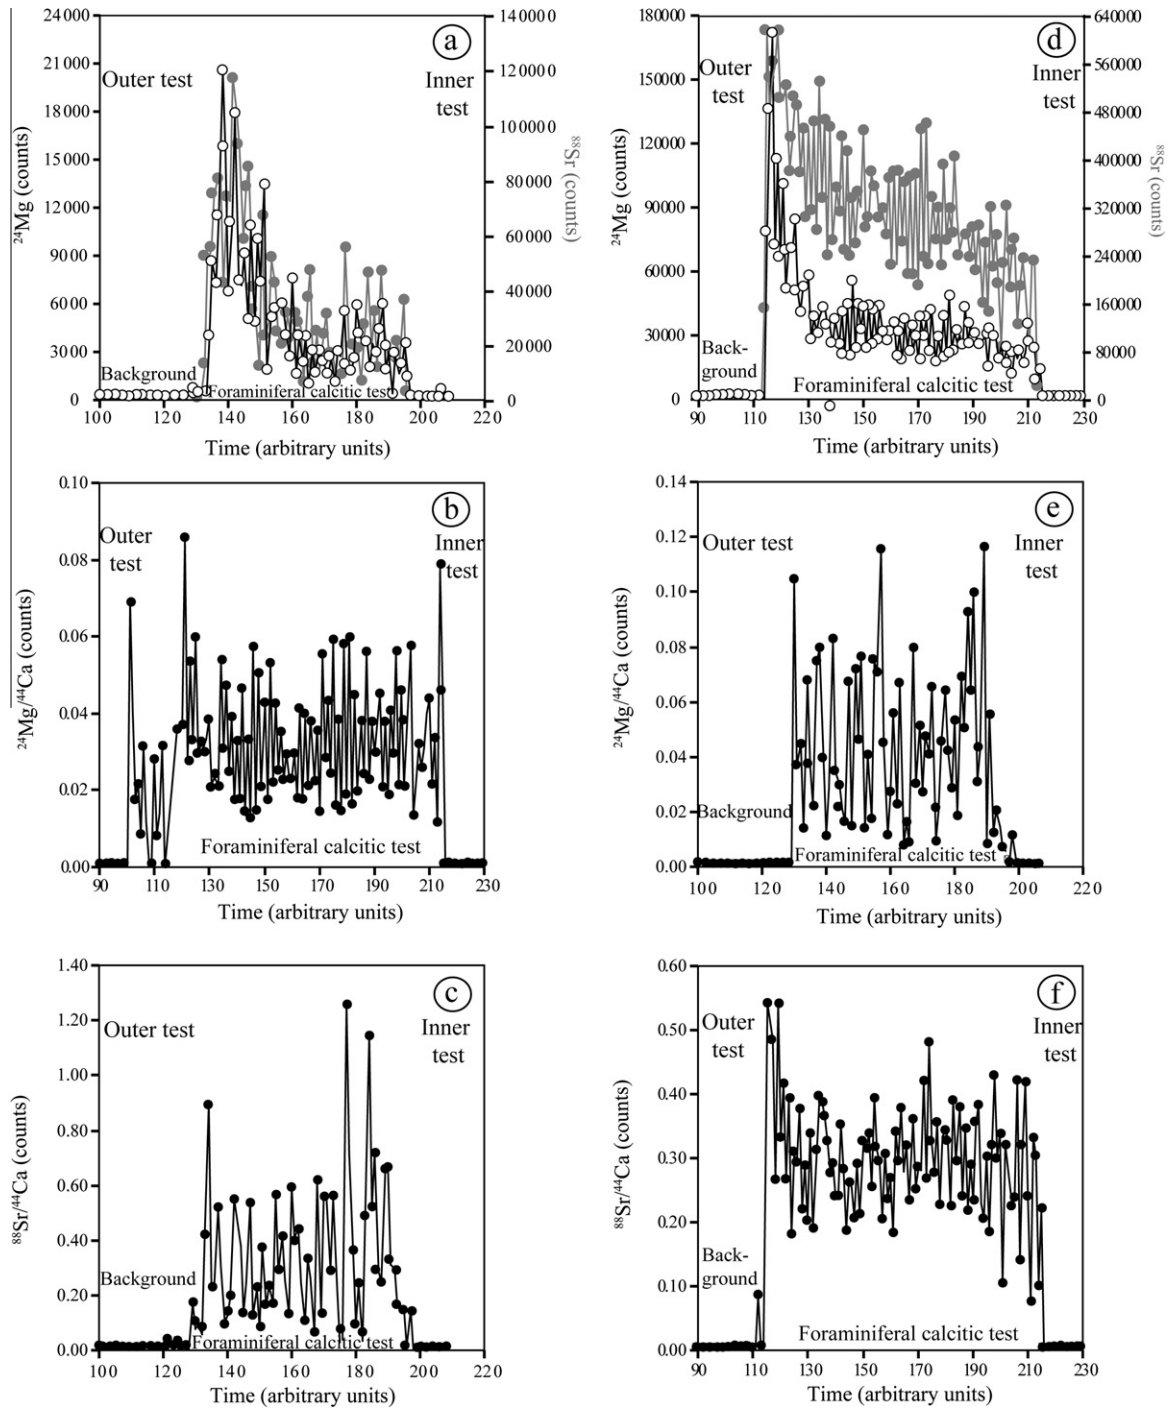 24000
21000
18000
15000
12000
9000
6000
3000
0
140000
120000
100000
80000
60000
40000
20000
0
ⓐ
Outer test
Inner
test
Background
Foraminiferal calcitic test
²⁴Mg (counts)
⁸⁸Sr (counts)
100 120 140 160 180 200 220
Time (arbitrary units)
180000
150000
120000
90000
60000
30000
0
640000
560000
480000
400000
320000
240000
160000
80000
0
ⓓ
Outer
test
Inner
test
Back-
ground
Foraminiferal calcitic test
²⁴Mg (counts)
⁸⁸Sr (counts)
90 110 130 150 170 190 210 230
Time (arbitrary units)
0.10
0.08
0.06
0.04
0.02
0.00
ⓑ
Outer
test
Inner
test
Foraminiferal calcitic test
²⁴Mg/⁴⁴Ca (counts)
90 110 130 150 170 190 210 230
Time (arbitrary units)
0.14
0.12
0.10
0.08
0.06
0.04
0.02
0.00
ⓔ
Outer test
Inner
test
Background
Foraminiferal calcitic test
²⁴Mg/⁴⁴Ca (counts)
100 120 140 160 180 200 220
Time (arbitrary units)
1.40
1.20
1.00
0.80
0.60
0.40
0.20
0.00
ⓒ
Outer test
Inner
test
Background
Foraminiferal calcitic test
⁸⁸Sr/⁴⁴Ca (counts)
100 120 140 160 180 200 220
Time (arbitrary units)
0.60
0.50
0.40
0.30
0.20
0.10
0.00
ⓕ
Outer
test
Inner
test
Back-
ground
Foraminiferal calcitic test
⁸⁸Sr/⁴⁴Ca (counts)
90 110 130 150 170 190 210 230
Time (arbitrary units)